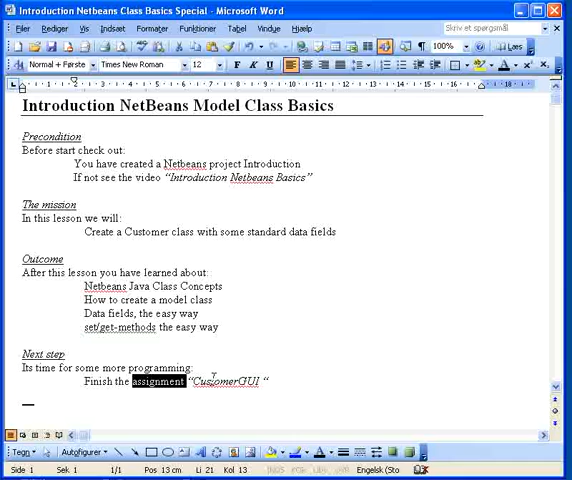 Introduction Netbeans Class Basics Special - Microsoft Word
Filer Rediger Vis Indsæt Formater Funktioner Tabel Vindue Hjælp Skriv et spørgsmål
100% Læs
Normal + Første Times New Roman 12 F K U
Introduction NetBeans Model Class Basics
Precondition
Before start check out:
You have created a Netbeans project Introduction
If not see the video “Introduction Netbeans Basics”
The mission
In this lesson we will:
Create a Customer class with some standard data fields
Outcome
After this lesson you have learned about:
Netbeans Java Class Concepts
How to create a model class
Data fields, the easy way
set/get-methods the easy way
Next step
Its time for some more programming:
Finish the assignment “CustomerGUI “
Tegn Autofigurer
Side 1 Sek 1 1/1 Pos 13 cm Li 21 Kol 13 Engelsk (Sto